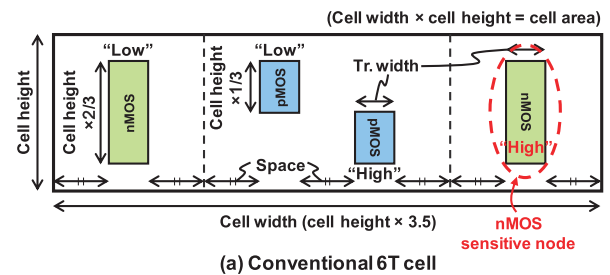 (Cell width × cell height = cell area)
Cell height
Cell height
×2/3
nMOS
"Low"
Cell height
×1/3
"Low"
pMOS
Tr. width
pMOS
"High"
nMOS
"High"
Space
Cell width (cell height × 3.5)
nMOS
sensitive node
(a) Conventional 6T cell